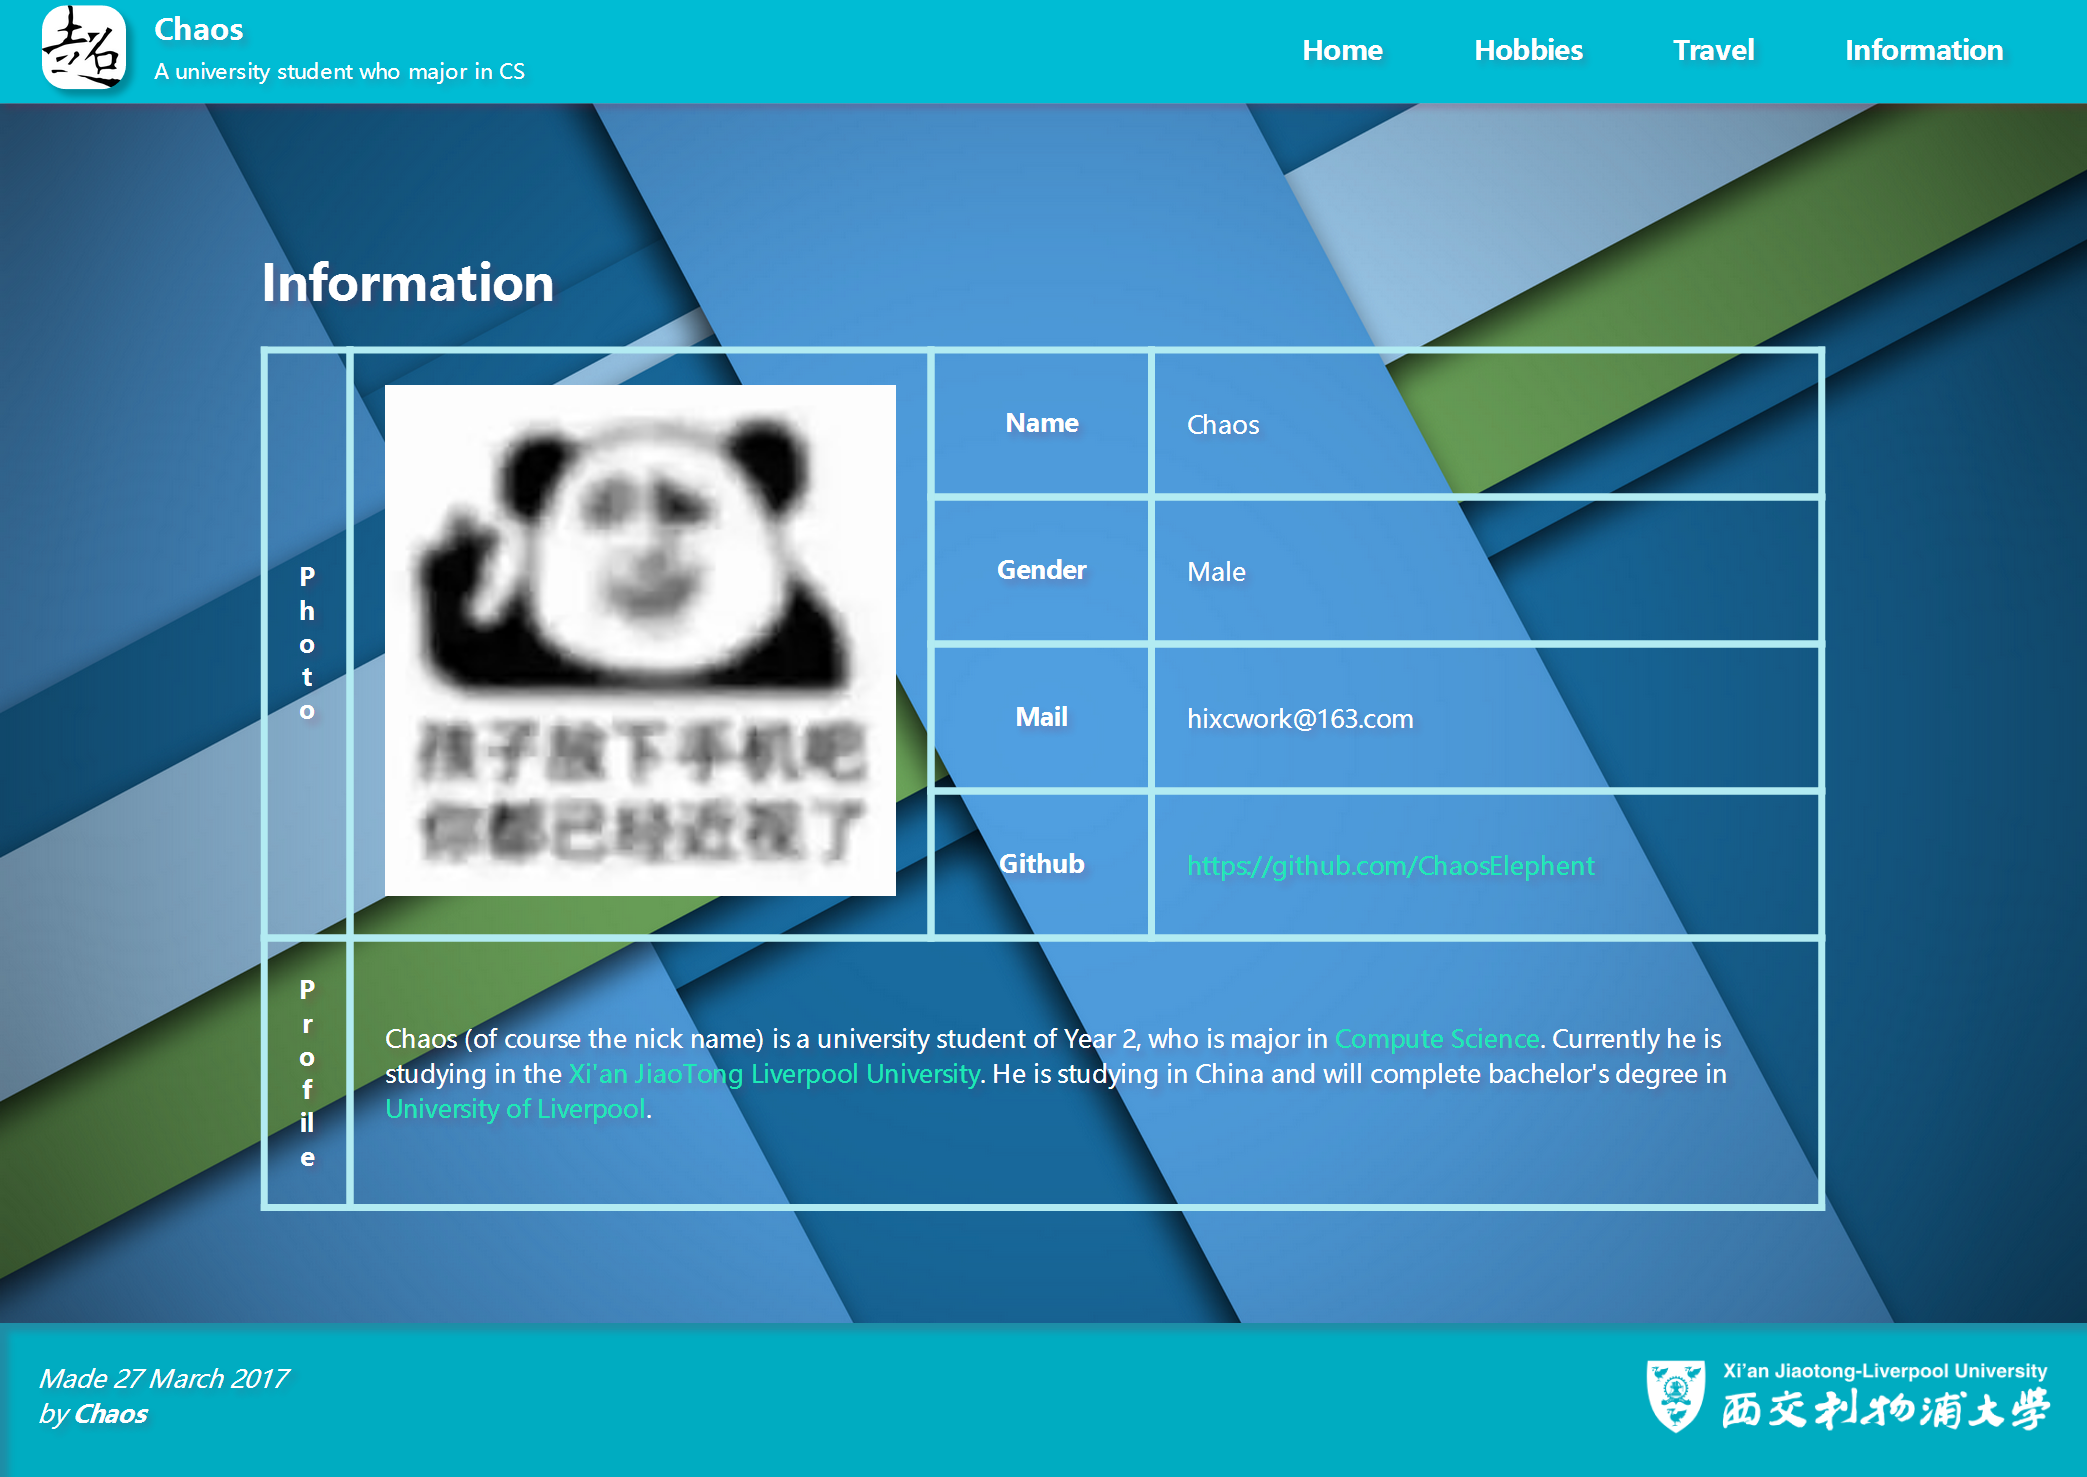 Chaos
A university student who major in CS
Home
Hobbies
Travel
Information
Information
Photo
孩子放下手机吧
你都已经近视了
Name
Chaos
Gender
Male
Mail
hixcwork@163.com
Github
https://github.com/ChaosElephent
Profile
Chaos (of course the nick name) is a university student of Year 2, who is major in Compute Science. Currently he is
studying in the Xi'an JiaoTong Liverpool University. He is studying in China and will complete bachelor's degree in
University of Liverpool.
Made 27 March 2017
by Chaos
Xi'an Jiaotong-Liverpool University
西交利物浦大學